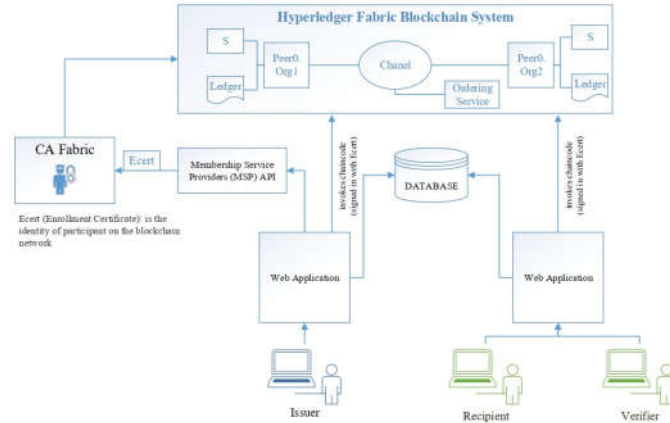 Hyperledger Fabric Blockchain System
S
Peer0.
Org1
Ledger
Chanel
Ordering
Service
Peer0.
Org2
S
Ledger
CA Fabric
Ecert
Membership Service
Providers (MSP) API
Ecert (Enrollment Certificate): is the
identity of participant on the blockchain
network
invokes chaincode
(signed in with Ecert)
DATABASE
invokes chaincode
(signed in with Ecert)
Web Application
Web Application
Issuer
Recipient
Verifier